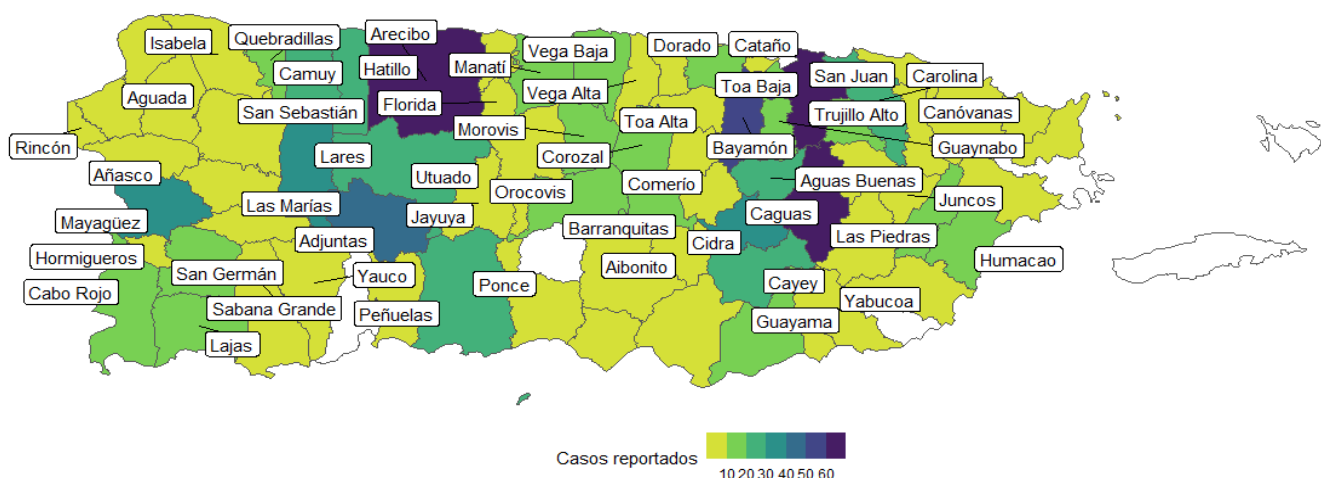 Isabela
Quebradillas
Arecibo
Vega Baja
Dorado
Cataño
Camuy
Hatillo
Manatí
Toa Baja
San Juan
Carolina
Aguada
San Sebastián
Florida
Vega Alta
Trujillo Alto
Canóvanas
Rincón
Morovis
Toa Alta
Bayamón
Guaynabo
Lares
Corozal
Añasco
Utuado
Orocovis
Comerío
Aguas Buenas
Juncos
Mayagüez
Las Marías
Jayuya
Caguas
Hormigueros
Adjuntas
Barranquitas
Cidra
Las Piedras
Humacao
Cabo Rojo
San Germán
Yauco
Ponce
Aibonito
Cayey
Yabucoa
Sabana Grande
Peñuelas
Guayama
Lajas
Casos reportados
10 20 30 40 50 60